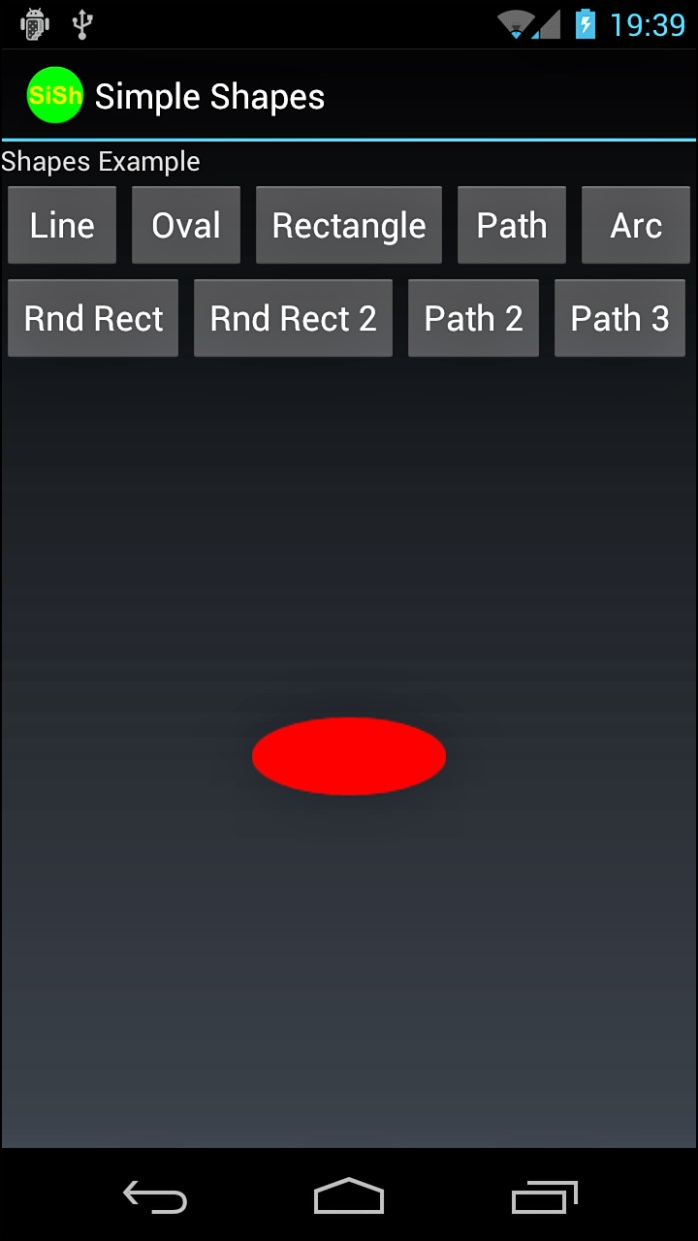 19:39
SiSh Simple Shapes
Shapes Example
Line Oval Rectangle Path Arc
Rnd Rect Rnd Rect 2 Path 2 Path 3